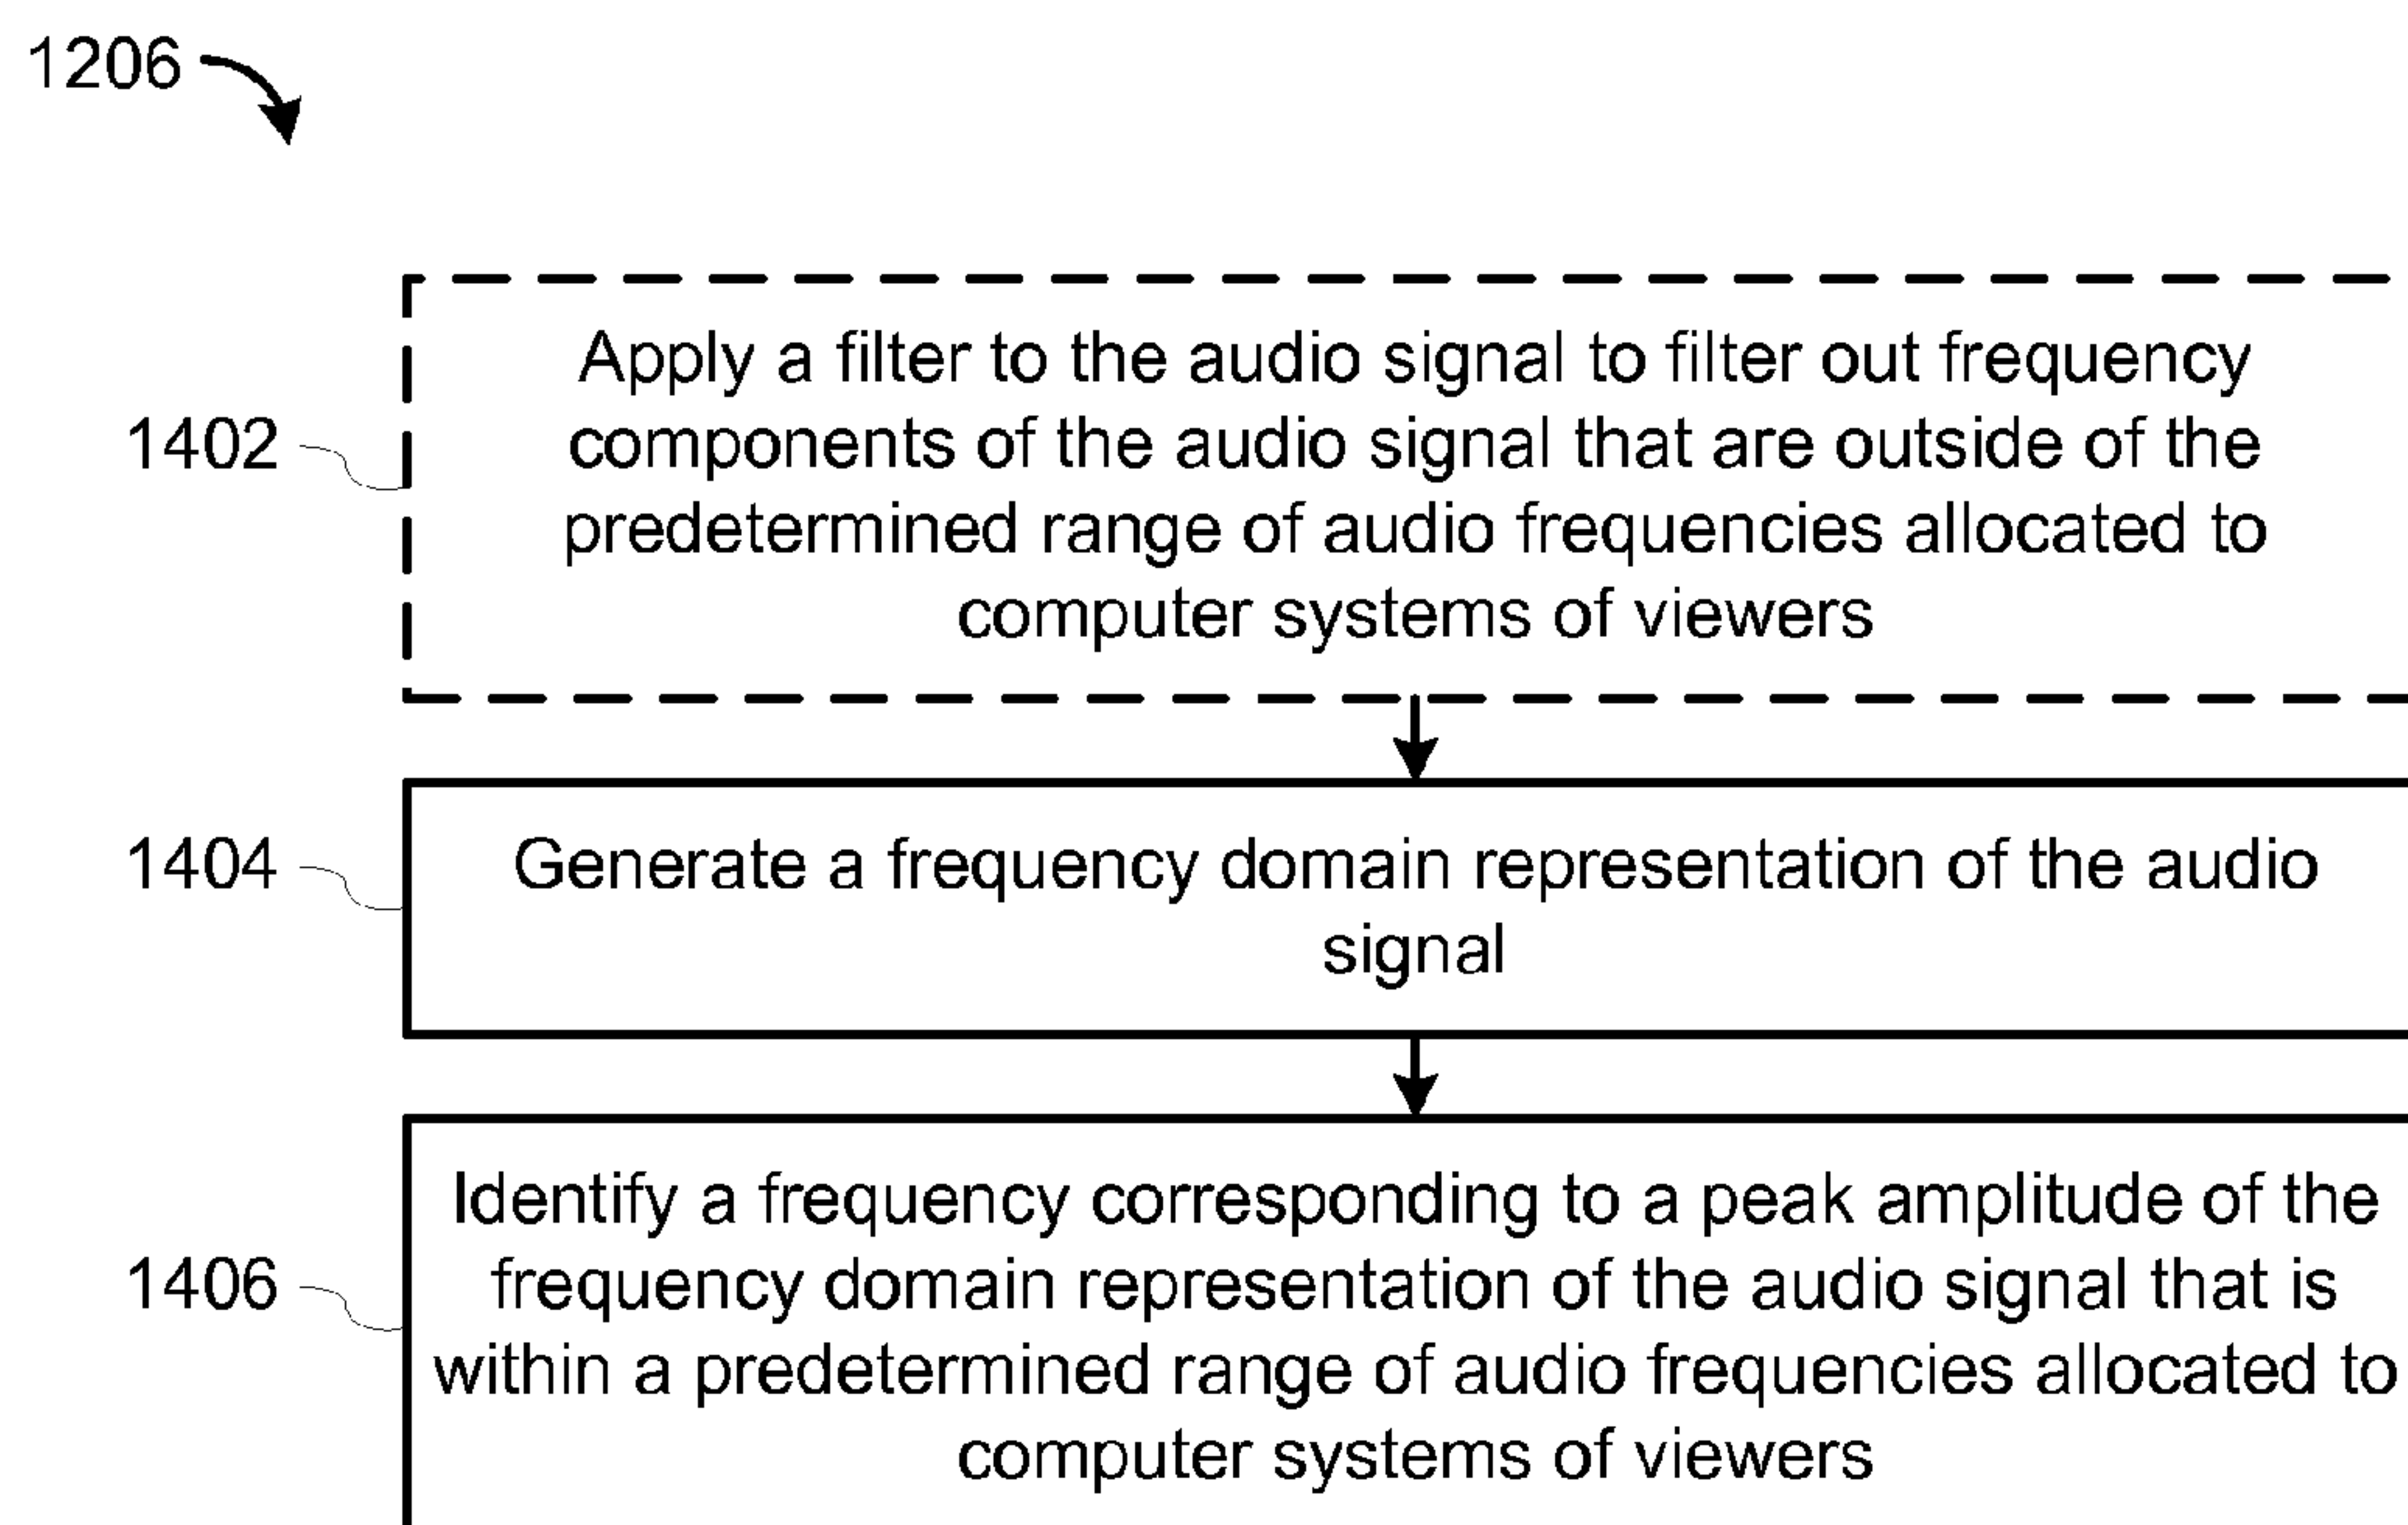 1206
Apply a filter to the audio signal to filter out frequency
components of the audio signal that are outside of the
1402
predetermined range of audio frequencies allocated to
computer systems of viewers
1404
Generate a frequency domain representation of the audio
signal
Identify a frequency corresponding to a peak amplitude of the
1406
frequency domain representation of the audio signal that is
within a predetermined range of audio frequencies allocated to
computer systems of viewers